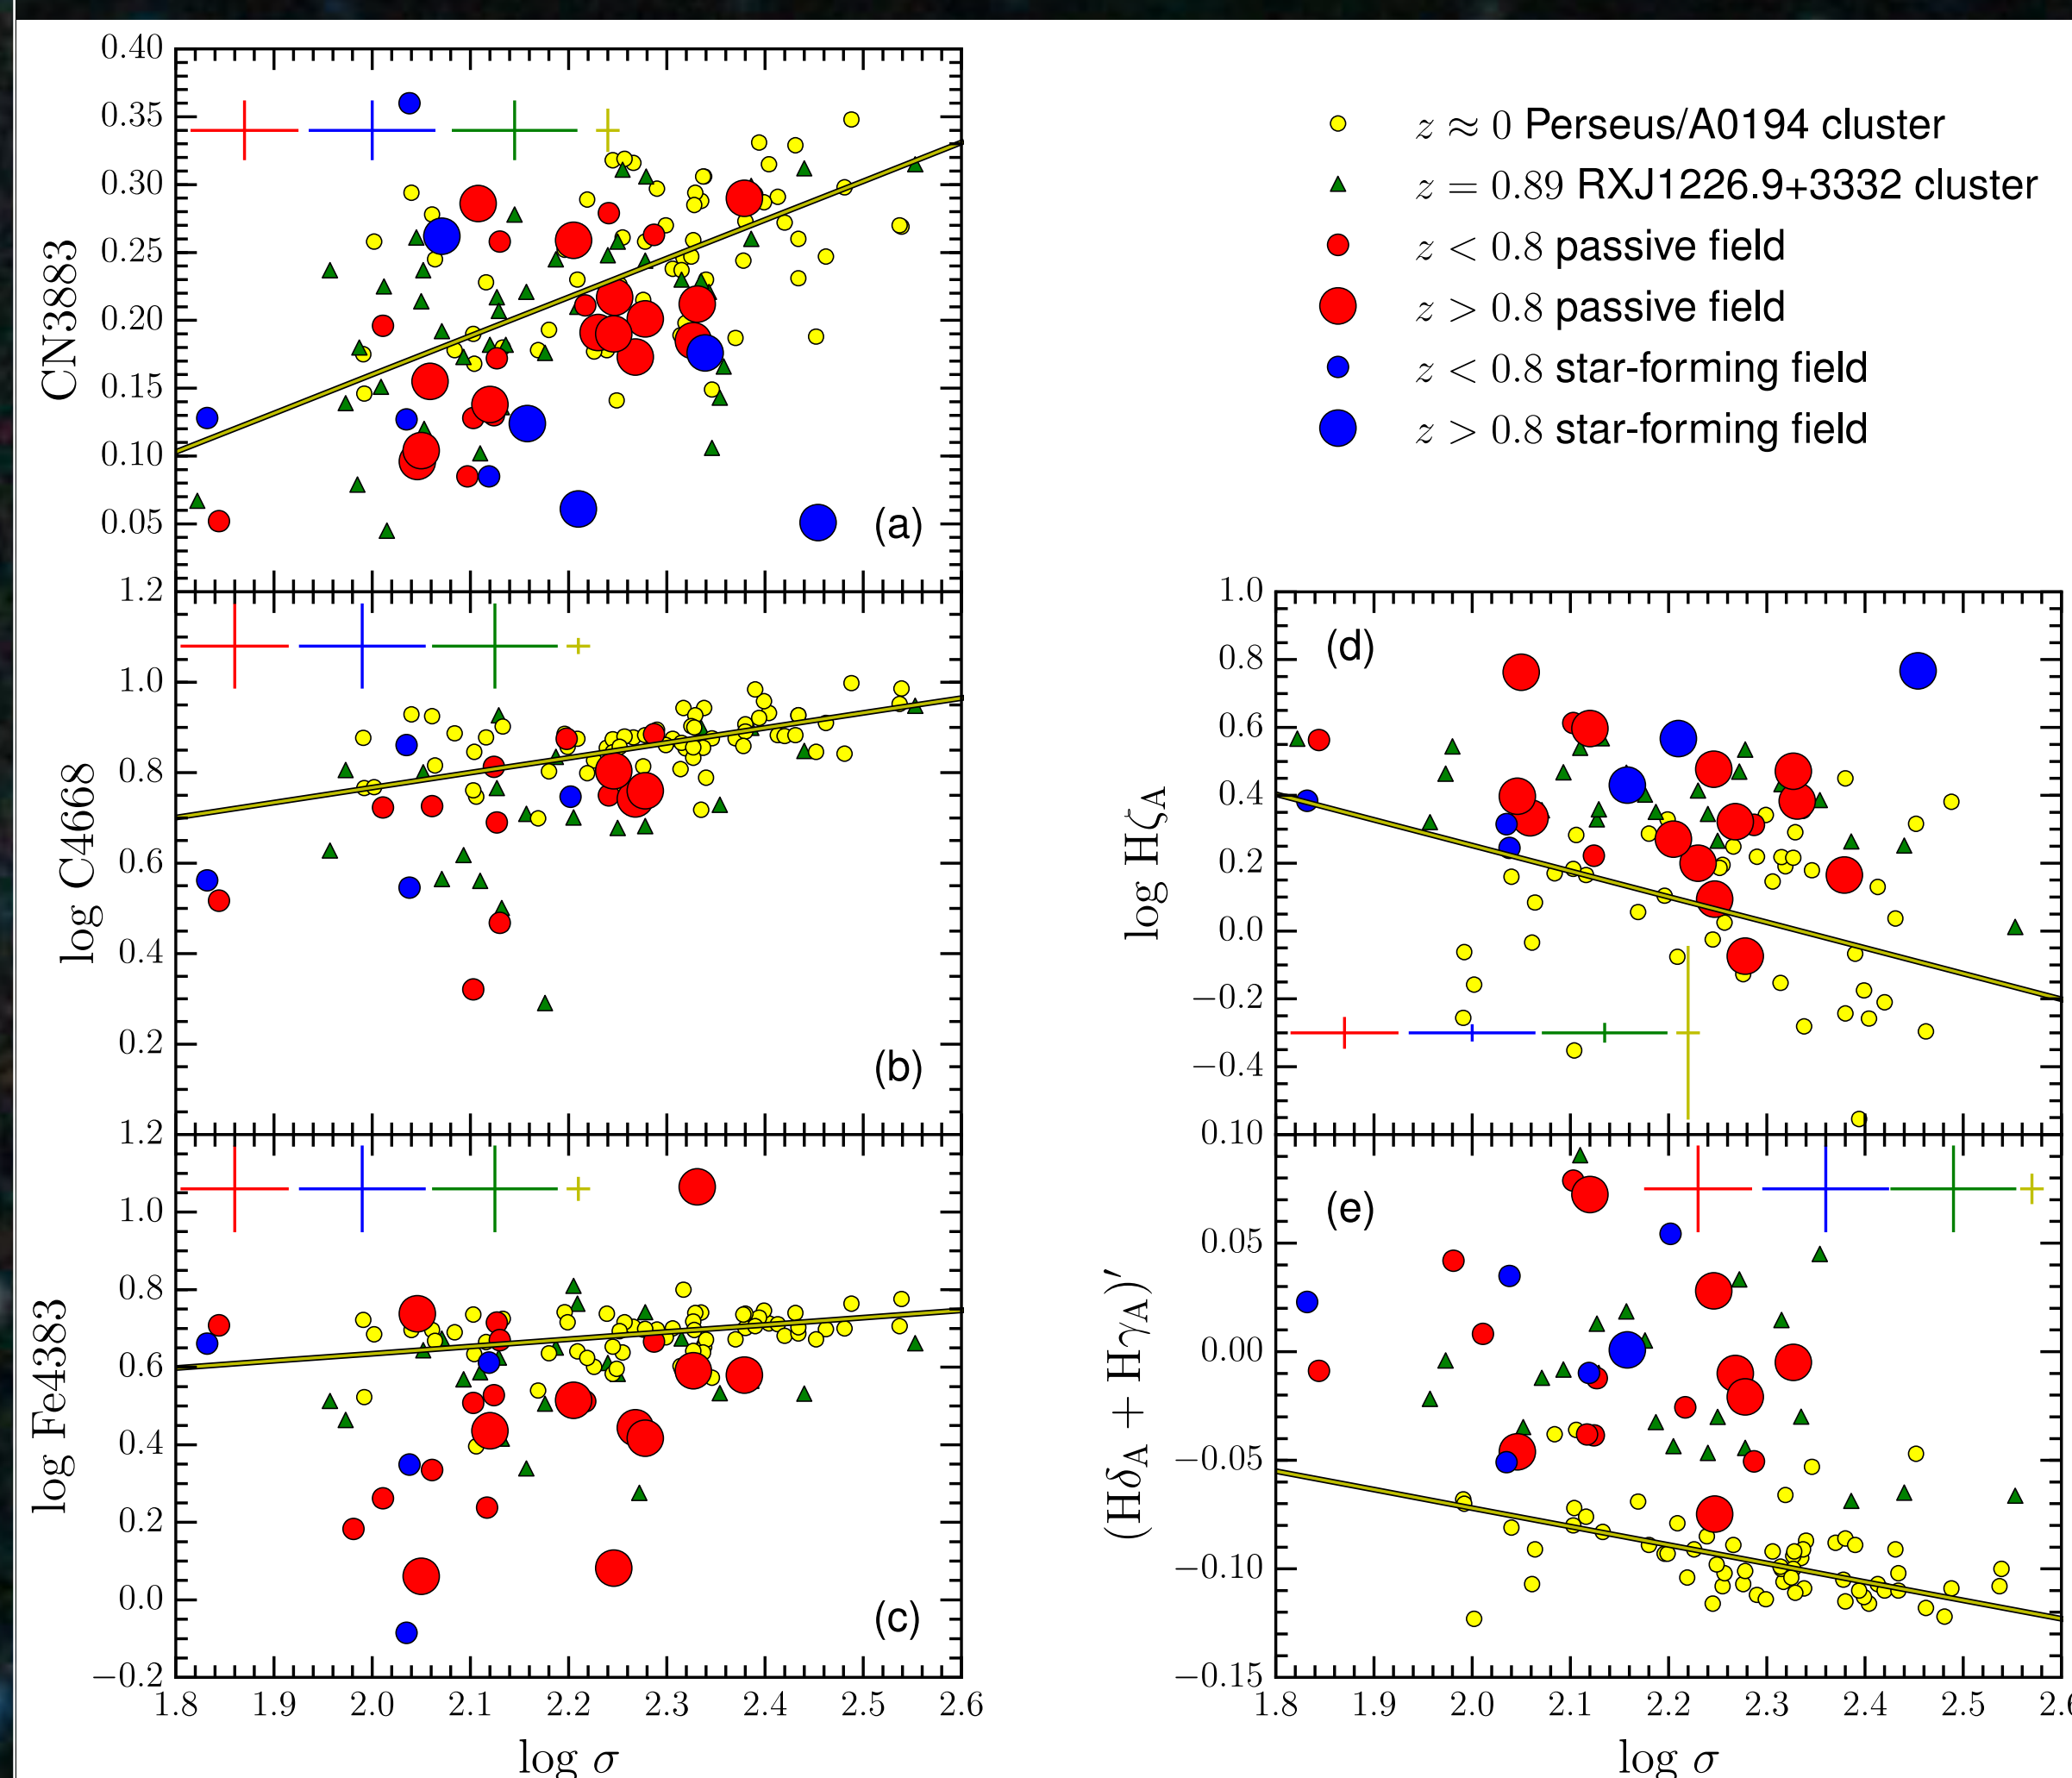 0.40
0.35
0.30
0.25
0.20
0.15
0.10
0.05
CN3883
(a)
z ≈ 0 Perseus/A0194 cluster
z = 0.89 RXJ1226.9+3332 cluster
z < 0.8 passive field
z > 0.8 passive field
z < 0.8 star-forming field
z > 0.8 star-forming field
1.2
1.0
0.8
0.6
0.4
0.2
log C4668
(b)
1.2
1.0
0.8
0.6
0.4
0.2
0.0
−0.2
log Fe4383
(c)
1.8 1.9 2.0 2.1 2.2 2.3 2.4 2.5 2.6
log σ
1.0
0.8
0.6
0.4
0.2
0.0
−0.2
−0.4
log HζA
(d)
0.10
0.05
0.00
−0.05
−0.10
−0.15
(HδA + HγA)′
(e)
1.8 1.9 2.0 2.1 2.2 2.3 2.4 2.5
log σ